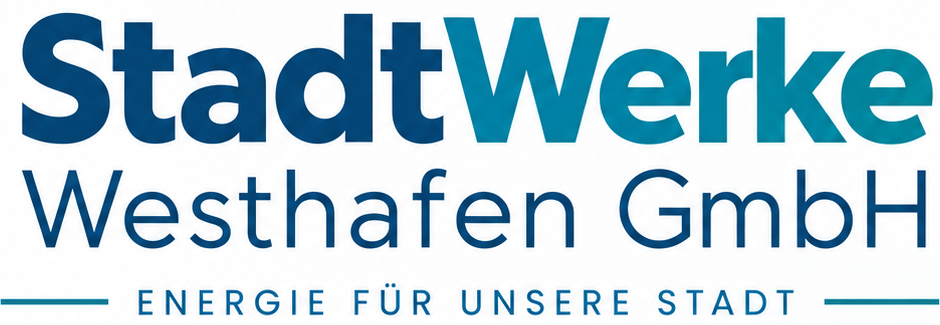 StadtWerke
Westhafen GmbH
ENERGIE FÜR UNSERE STADT